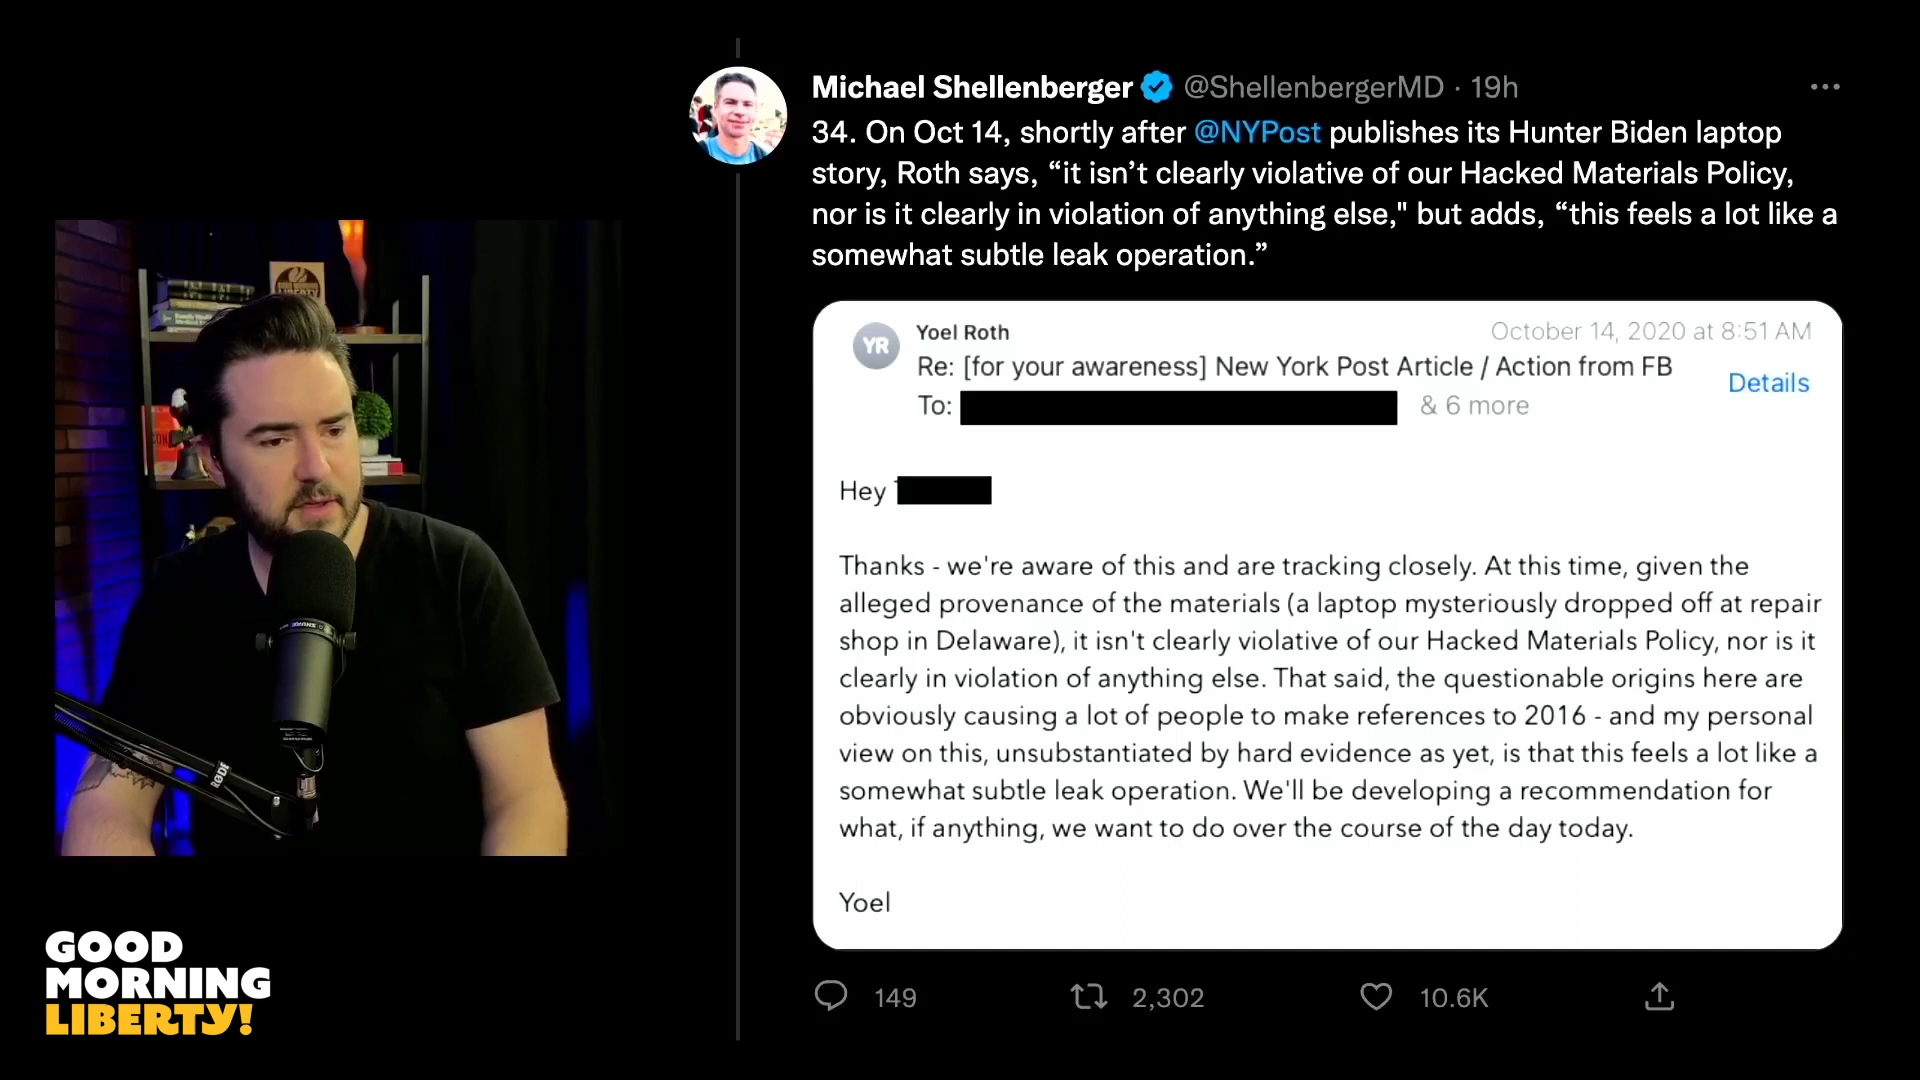 Michael Shellenberger @ShellenbergerMD · 19h
34. On Oct 14, shortly after @NYPost publishes its Hunter Biden laptop
story, Roth says, “it isn’t clearly violative of our Hacked Materials Policy,
nor is it clearly in violation of anything else," but adds, “this feels a lot like a
somewhat subtle leak operation.”
YR
Yoel Roth
October 14, 2020 at 8:51 AM
Re: [for your awareness] New York Post Article / Action from FB
Details
To: & 6 more
Hey
Thanks - we're aware of this and are tracking closely. At this time, given the
alleged provenance of the materials (a laptop mysteriously dropped off at repair
shop in Delaware), it isn't clearly violative of our Hacked Materials Policy, nor is it
clearly in violation of anything else. That said, the questionable origins here are
obviously causing a lot of people to make references to 2016 - and my personal
view on this, unsubstantiated by hard evidence as yet, is that this feels a lot like a
somewhat subtle leak operation. We'll be developing a recommendation for
what, if anything, we want to do over the course of the day today.
Yoel
149 2,302 10.6K
RØDE
GOOD
MORNING
LIBERTY!